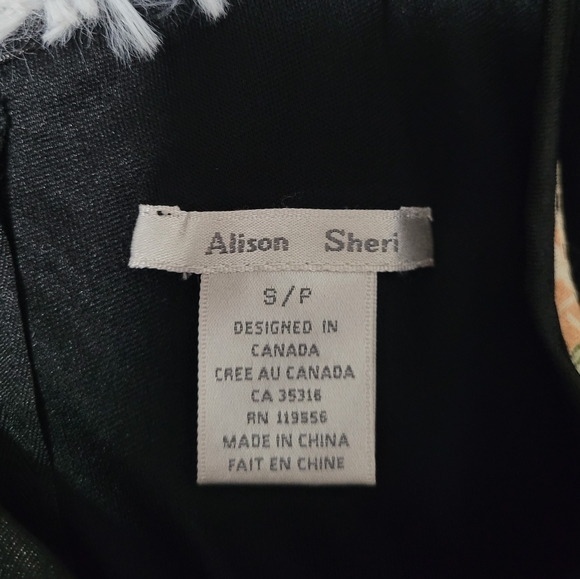 Alison Sheri
S/P
DESIGNED IN
CANADA
CREE AU CANADA
CA 35316
RN 119556
MADE IN CHINA
FAIT EN CHINE